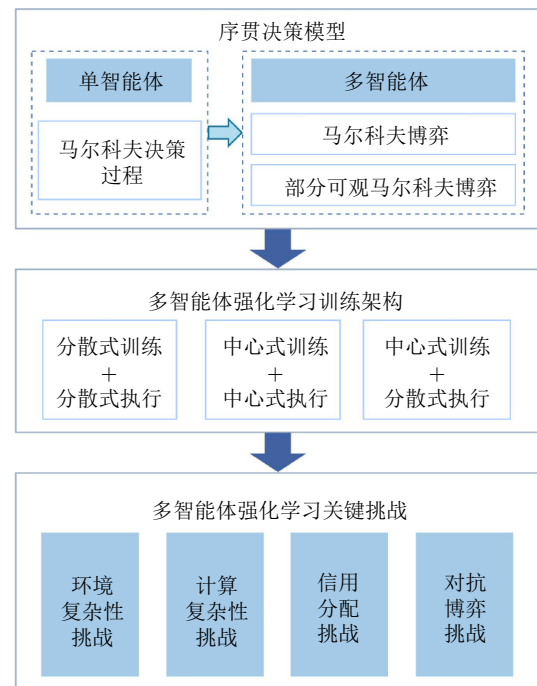 序贯决策模型
单智能体
多智能体
马尔科夫决策
过程
马尔科夫博弈
部分可观马尔科夫博弈
多智能体强化学习训练架构
分散式训练
+
分散式执行
中心式训练
+
中心式执行
中心式训练
+
分散式执行
多智能体强化学习关键挑战
环境
复杂性
挑战
计算
复杂性
挑战
信用
分配
挑战
对抗
博弈
挑战